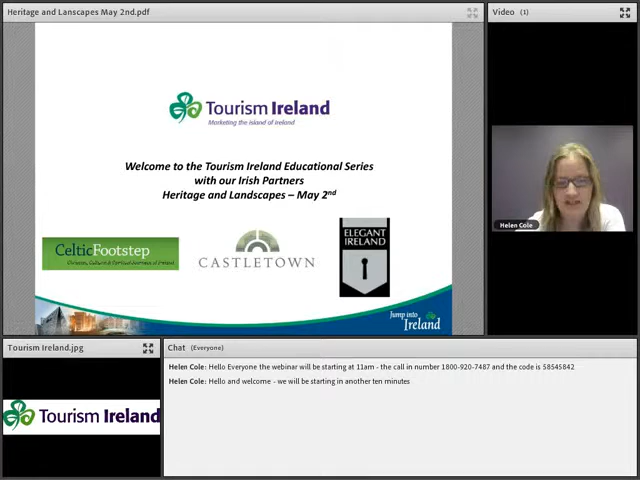 Heritage and Lanscapes May 2nd.pdf
Video (1)
Tourism Ireland
Marketing the island of Ireland
Welcome to the Tourism Ireland Educational Series
with our Irish Partners
Heritage and Landscapes – May 2nd
CelticFootstep
CASTLETOWN
ELEGANT
IRELAND
Jump into
Ireland
Helen Cole
Tourism Ireland.jpg
Tourism Ireland
Chat (Everyone)
Helen Cole: Hello Everyone the webinar will be starting at 11am - the call in number 1800-920-7487 and the code is 58545842
Helen Cole: Hello and welcome - we will be starting in another ten minutes